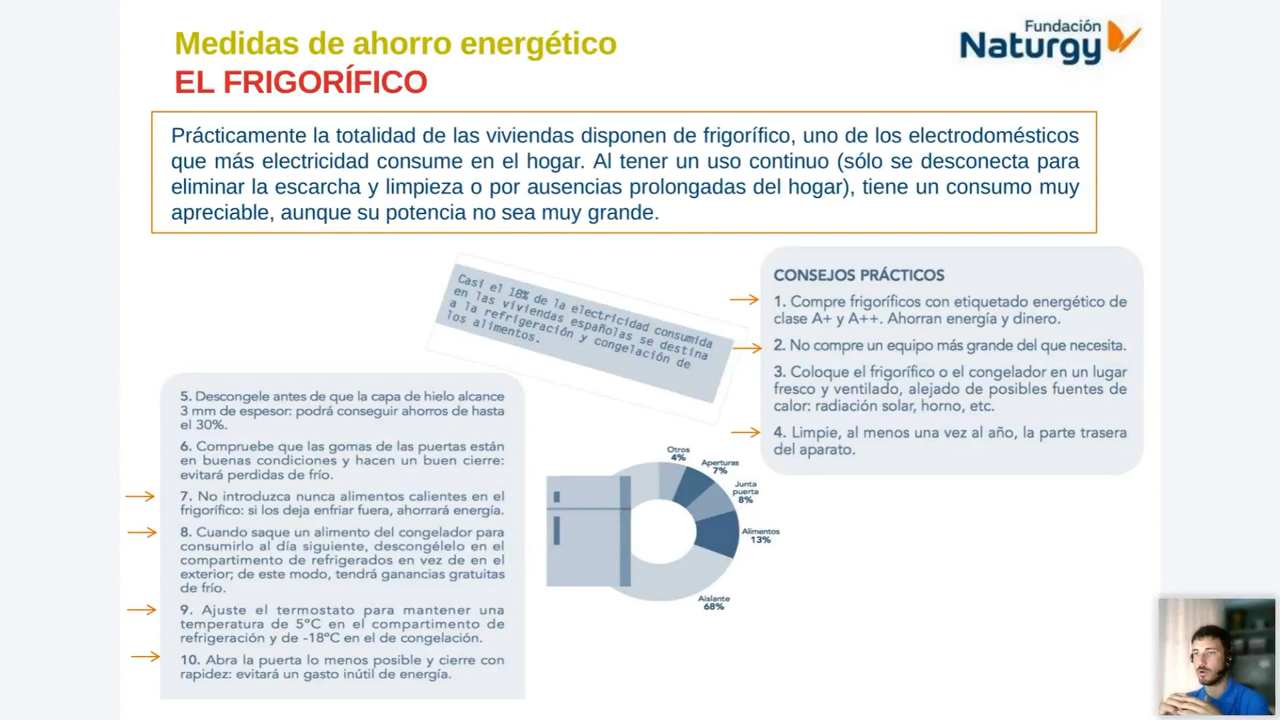 Medidas de ahorro energético
EL FRIGORÍFICO
Fundación
Naturgy
Prácticamente la totalidad de las viviendas disponen de frigorífico, uno de los electrodomésticos
que más electricidad consume en el hogar. Al tener un uso continuo (sólo se desconecta para
eliminar la escarcha y limpieza o por ausencias prolongadas del hogar), tiene un consumo muy
apreciable, aunque su potencia no sea muy grande.
Casi el 18% de la electricidad consumida
en las viviendas españolas se destina
a la refrigeración y congelación de
los alimentos.
CONSEJOS PRÁCTICOS
1. Compre frigoríficos con etiquetado energético de
clase A+ y A++. Ahorran energía y dinero.
2. No compre un equipo más grande del que necesita.
3. Coloque el frigorífico o el congelador en un lugar
fresco y ventilado, alejado de posibles fuentes de
calor: radiación solar, horno, etc.
4. Limpie, al menos una vez al año, la parte trasera
del aparato.
5. Descongele antes de que la capa de hielo alcance
3 mm de espesor: podrá conseguir ahorros de hasta
el 30%.
6. Compruebe que las gomas de las puertas están
en buenas condiciones y hacen un buen cierre:
evitará perdidas de frío.
7. No introduzca nunca alimentos calientes en el
frigorífico: si los deja enfriar fuera, ahorrará energía.
8. Cuando saque un alimento del congelador para
consumirlo al día siguiente, descongélelo en el
compartimento de refrigerados en vez de en el
exterior; de este modo, tendrá ganancias gratuitas
de frío.
9. Ajuste el termostato para mantener una
temperatura de 5ºC en el compartimento de
refrigeración y de -18ºC en el de congelación.
10. Abra la puerta lo menos posible y cierre con
rapidez: evitará un gasto inútil de energía.
Otros
4%
Aperturas
7%
Junta
puerta
8%
Alimentos
13%
Aislante
68%